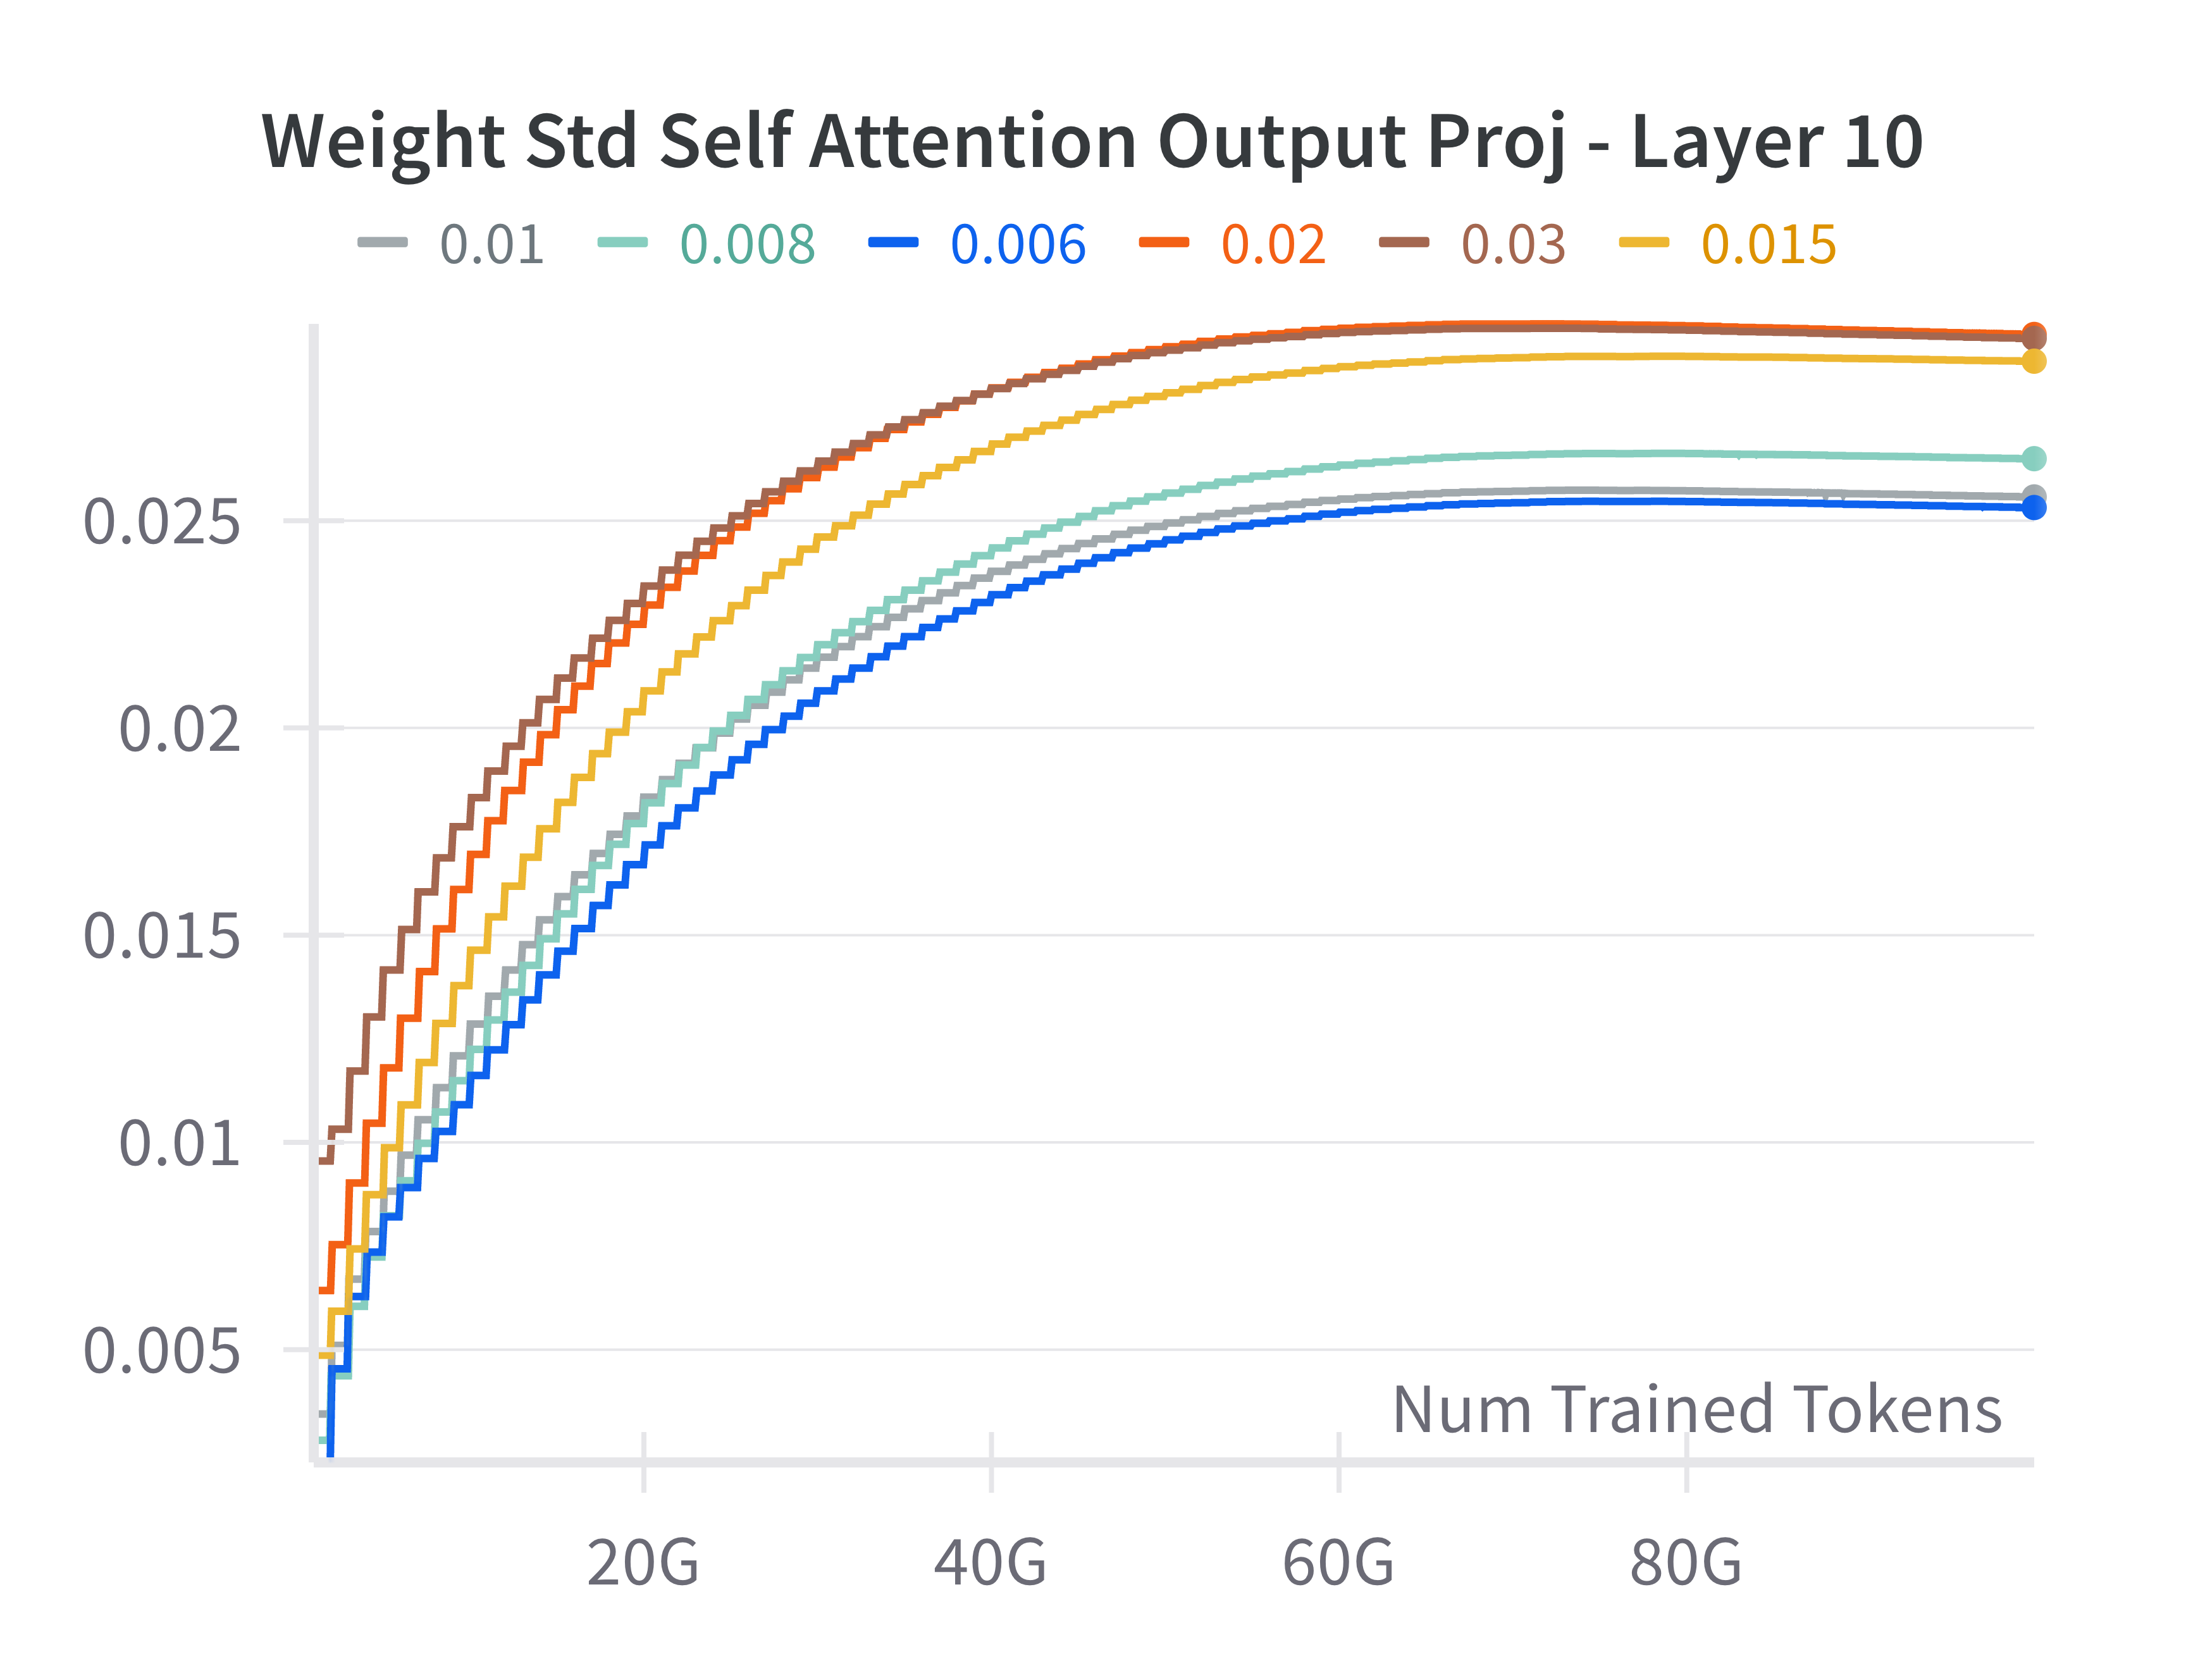 Weight Std Self Attention Output Proj - Layer 10
0.01 0.008 0.006 0.02 0.03 0.015
0.025
0.02
0.015
0.01
0.005
Num Trained Tokens
20G 40G 60G 80G